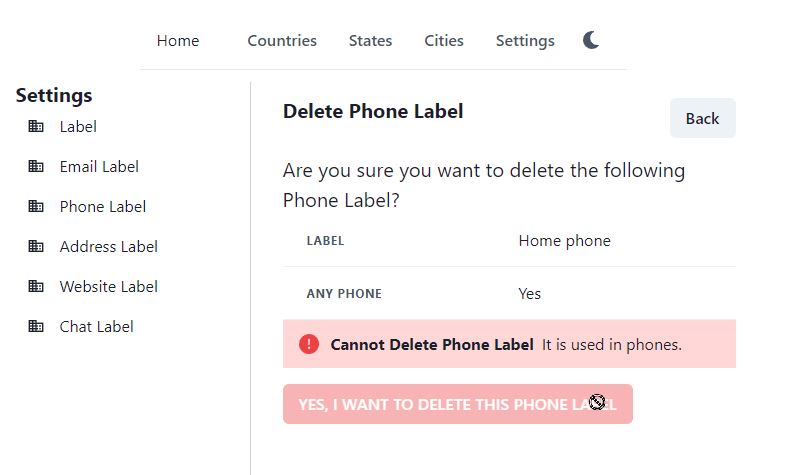 Home Countries States Cities Settings
Settings
Label
Email Label
Phone Label
Address Label
Website Label
Chat Label
Delete Phone Label
Back
Are you sure you want to delete the following
Phone Label?
LABEL Home phone
ANY PHONE Yes
Cannot Delete Phone Label It is used in phones.
YES, I WANT TO DELETE THIS PHONE LABEL